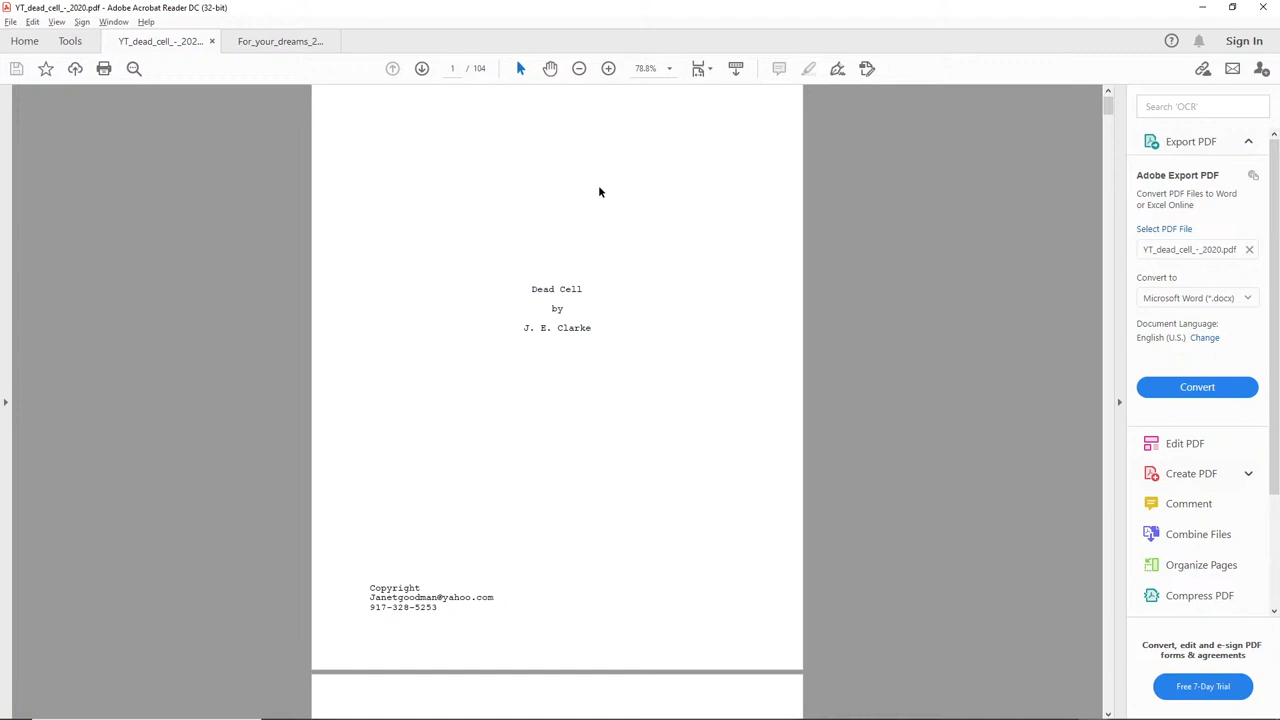 YT_dead_cell_-_2020.pdf - Adobe Acrobat Reader DC (32-bit)
File Edit View Sign Window Help
Home Tools YT_dead_cell_-_202... × For_your_dreams_2... Sign In
1 / 104 78.8%
Search 'OCR'
Export PDF
Adobe Export PDF
Convert PDF Files to Word
or Excel Online
Select PDF File
YT_dead_cell_-_2020.pdf
Convert to
Microsoft Word (*.docx)
Document Language:
English (U.S.) Change
Convert
Edit PDF
Create PDF
Comment
Combine Files
Organize Pages
Compress PDF
Convert, edit and e-sign PDF
forms & agreements
Free 7-Day Trial
Dead Cell
by
J. E. Clarke
Copyright
Janetgoodman@yahoo.com
917-328-5253